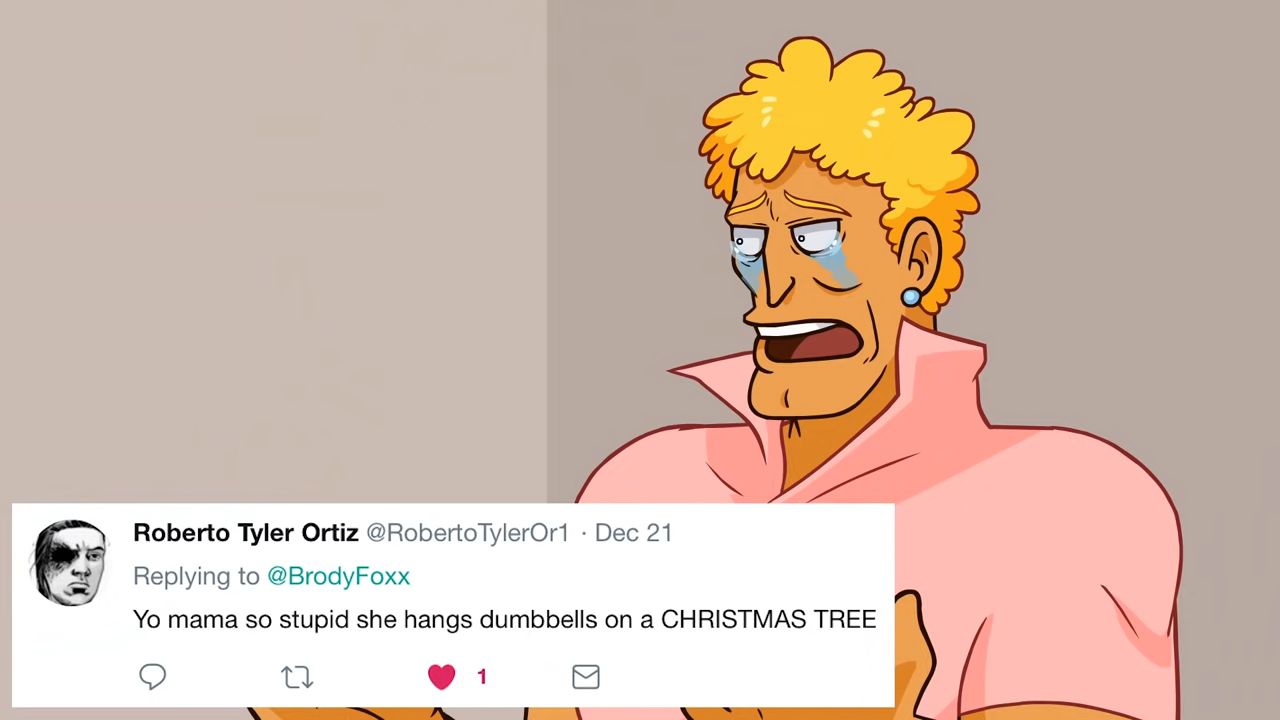 Roberto Tyler Ortiz @RobertoTylerOr1 · Dec 21
Replying to @BrodyFoxx
Yo mama so stupid she hangs dumbbells on a CHRISTMAS TREE
1